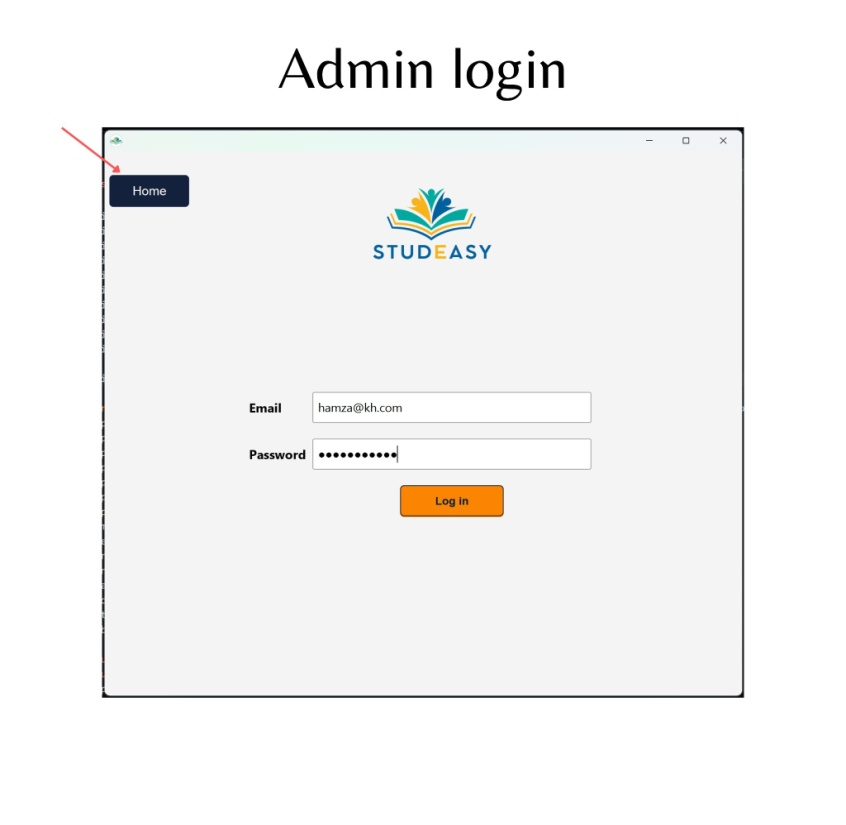 Admin login
Home
STUDEASY
Email
hamza@kh.com
Password
•••••••••••
Log in